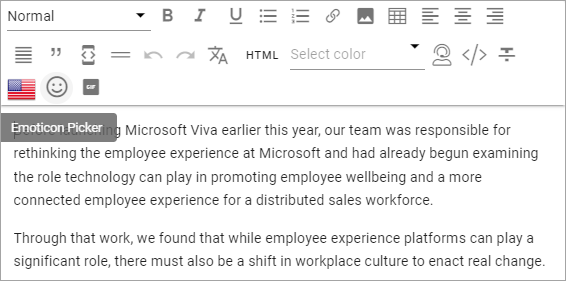 Normal
HTML Select color
GIF
Emoticon Picker
Microsoft Viva earlier this year, our team was responsible for
rethinking the employee experience at Microsoft and had already begun examining
the role technology can play in promoting employee wellbeing and a more
connected employee experience for a distributed sales workforce.
Through that work, we found that while employee experience platforms can play a
significant role, there must also be a shift in workplace culture to enact real change.